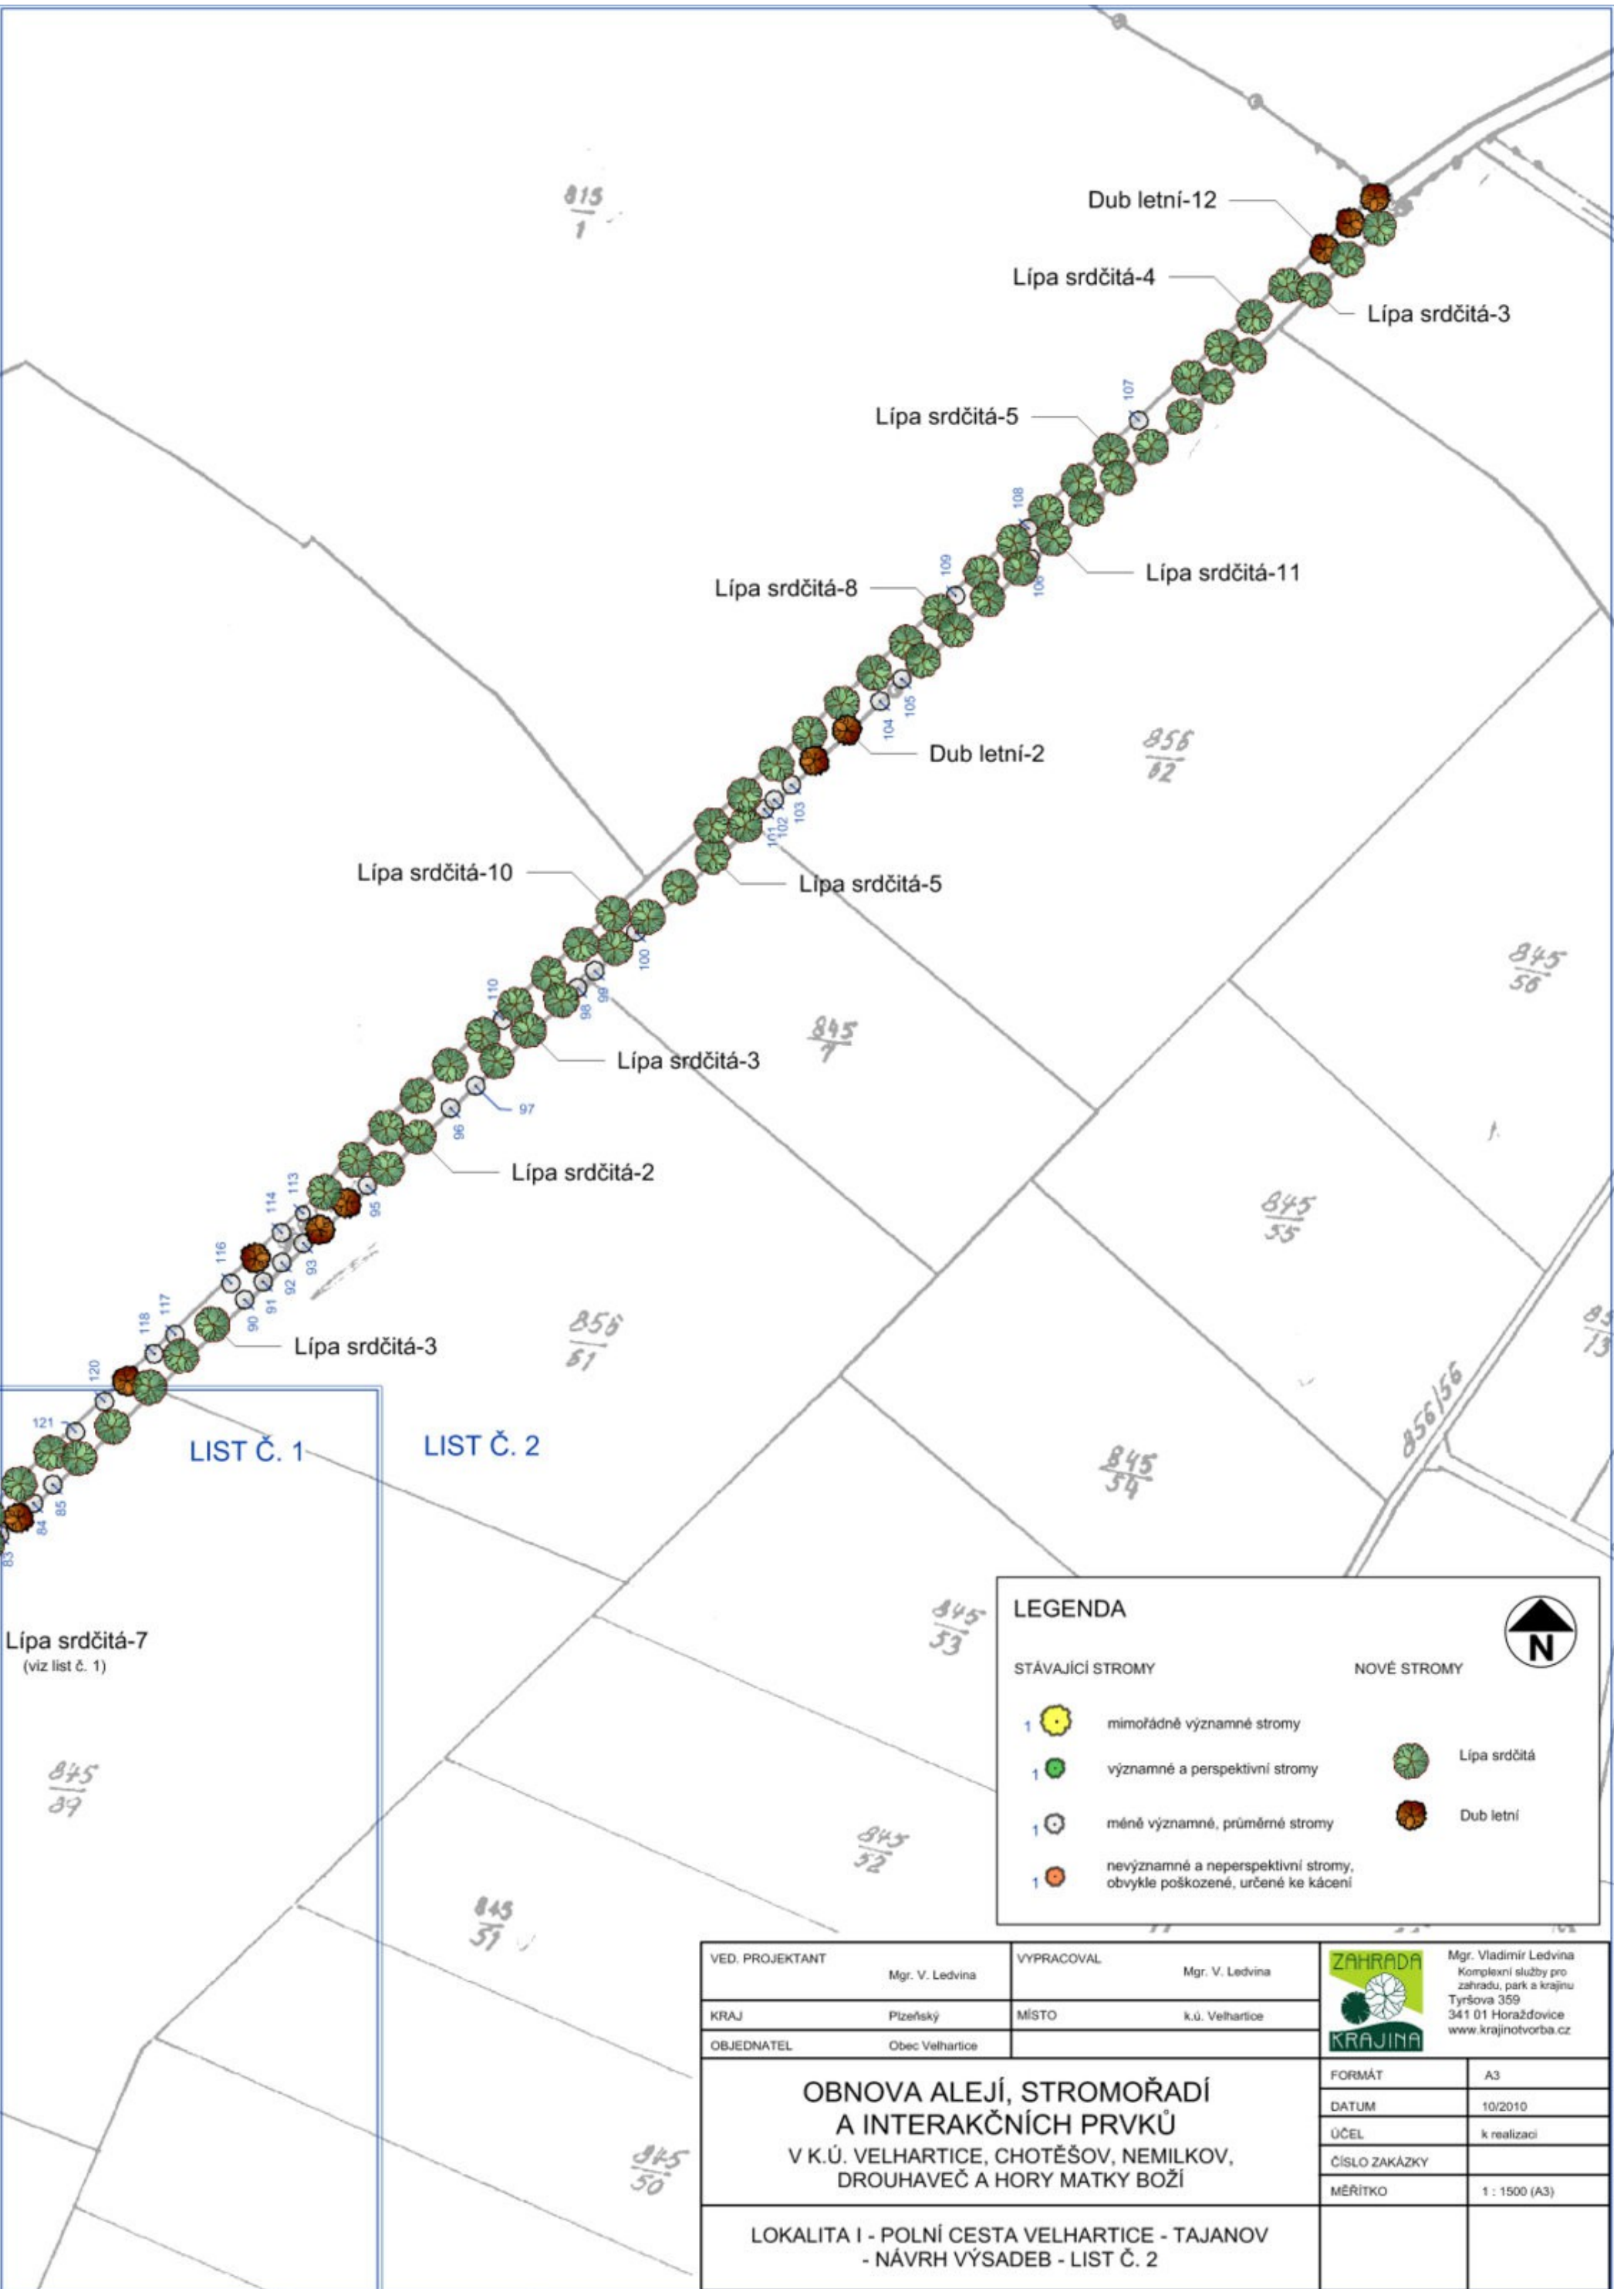 815
1
Dub letní-12
Lípa srdčitá-4
Lípa srdčitá-3
107
Lípa srdčitá-5
108
106
109
Lípa srdčitá-11
Lípa srdčitá-8
105
104
Dub letní-2
856
62
103
102
101
Lípa srdčitá-10
Lípa srdčitá-5
100
99
98
110
845
56
845
7
Lípa srdčitá-3
97
96
Lípa srdčitá-2
95
113
114
116
93
92
91
90
845
55
117
118
120
Lípa srdčitá-3
856
61
856/56
121
LIST Č. 1
LIST Č. 2
85
84
83
845
54
845
53
Lípa srdčitá-7
(viz list č. 1)
845
89
845
52
845
51
845
50
LEGENDA
N
STÁVAJÍCÍ STROMY
NOVÉ STROMY
1 mimořádně významné stromy
1 významné a perspektivní stromy
1 méně významné, průměrné stromy
1 nevýznamné a neperspektivní stromy,
obvykle poškozené, určené ke kácení
Lípa srdčitá
Dub letní
VED. PROJEKTANT Mgr. V. Ledvina
VYPRACOVAL Mgr. V. Ledvina
KRAJ Plzeňský
MÍSTO k.ú. Velhartice
OBJEDNATEL Obec Velhartice
ZAHRADA
KRAJINA
Mgr. Vladimír Ledvina
Komplexní služby pro
zahradu, park a krajinu
Tyršova 359
341 01 Horažďovice
www.krajinotvorba.cz
OBNOVA ALEJÍ, STROMOŘADÍ
A INTERAKČNÍCH PRVKŮ
V K.Ú. VELHARTICE, CHOTĚŠOV, NEMILKOV,
DROUHAVEČ A HORY MATKY BOŽÍ
FORMÁT A3
DATUM 10/2010
ÚČEL k realizaci
ČÍSLO ZAKÁZKY
MĚŘÍTKO 1 : 1500 (A3)
LOKALITA I - POLNÍ CESTA VELHARTICE - TAJANOV
- NÁVRH VÝSADEB - LIST Č. 2